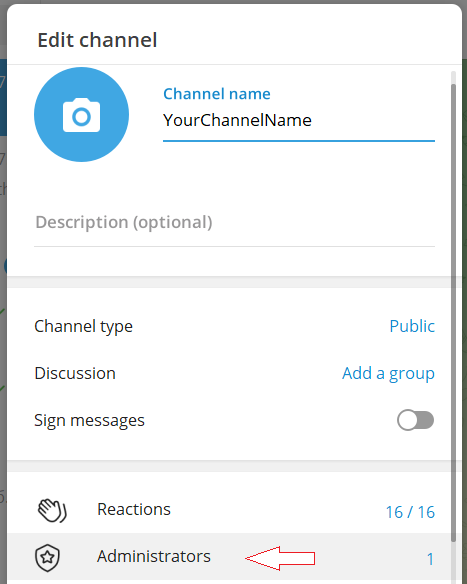 Edit channel
Channel name
YourChannelName
Description (optional)
Channel type Public
Discussion Add a group
Sign messages
Reactions 16 / 16
Administrators 1